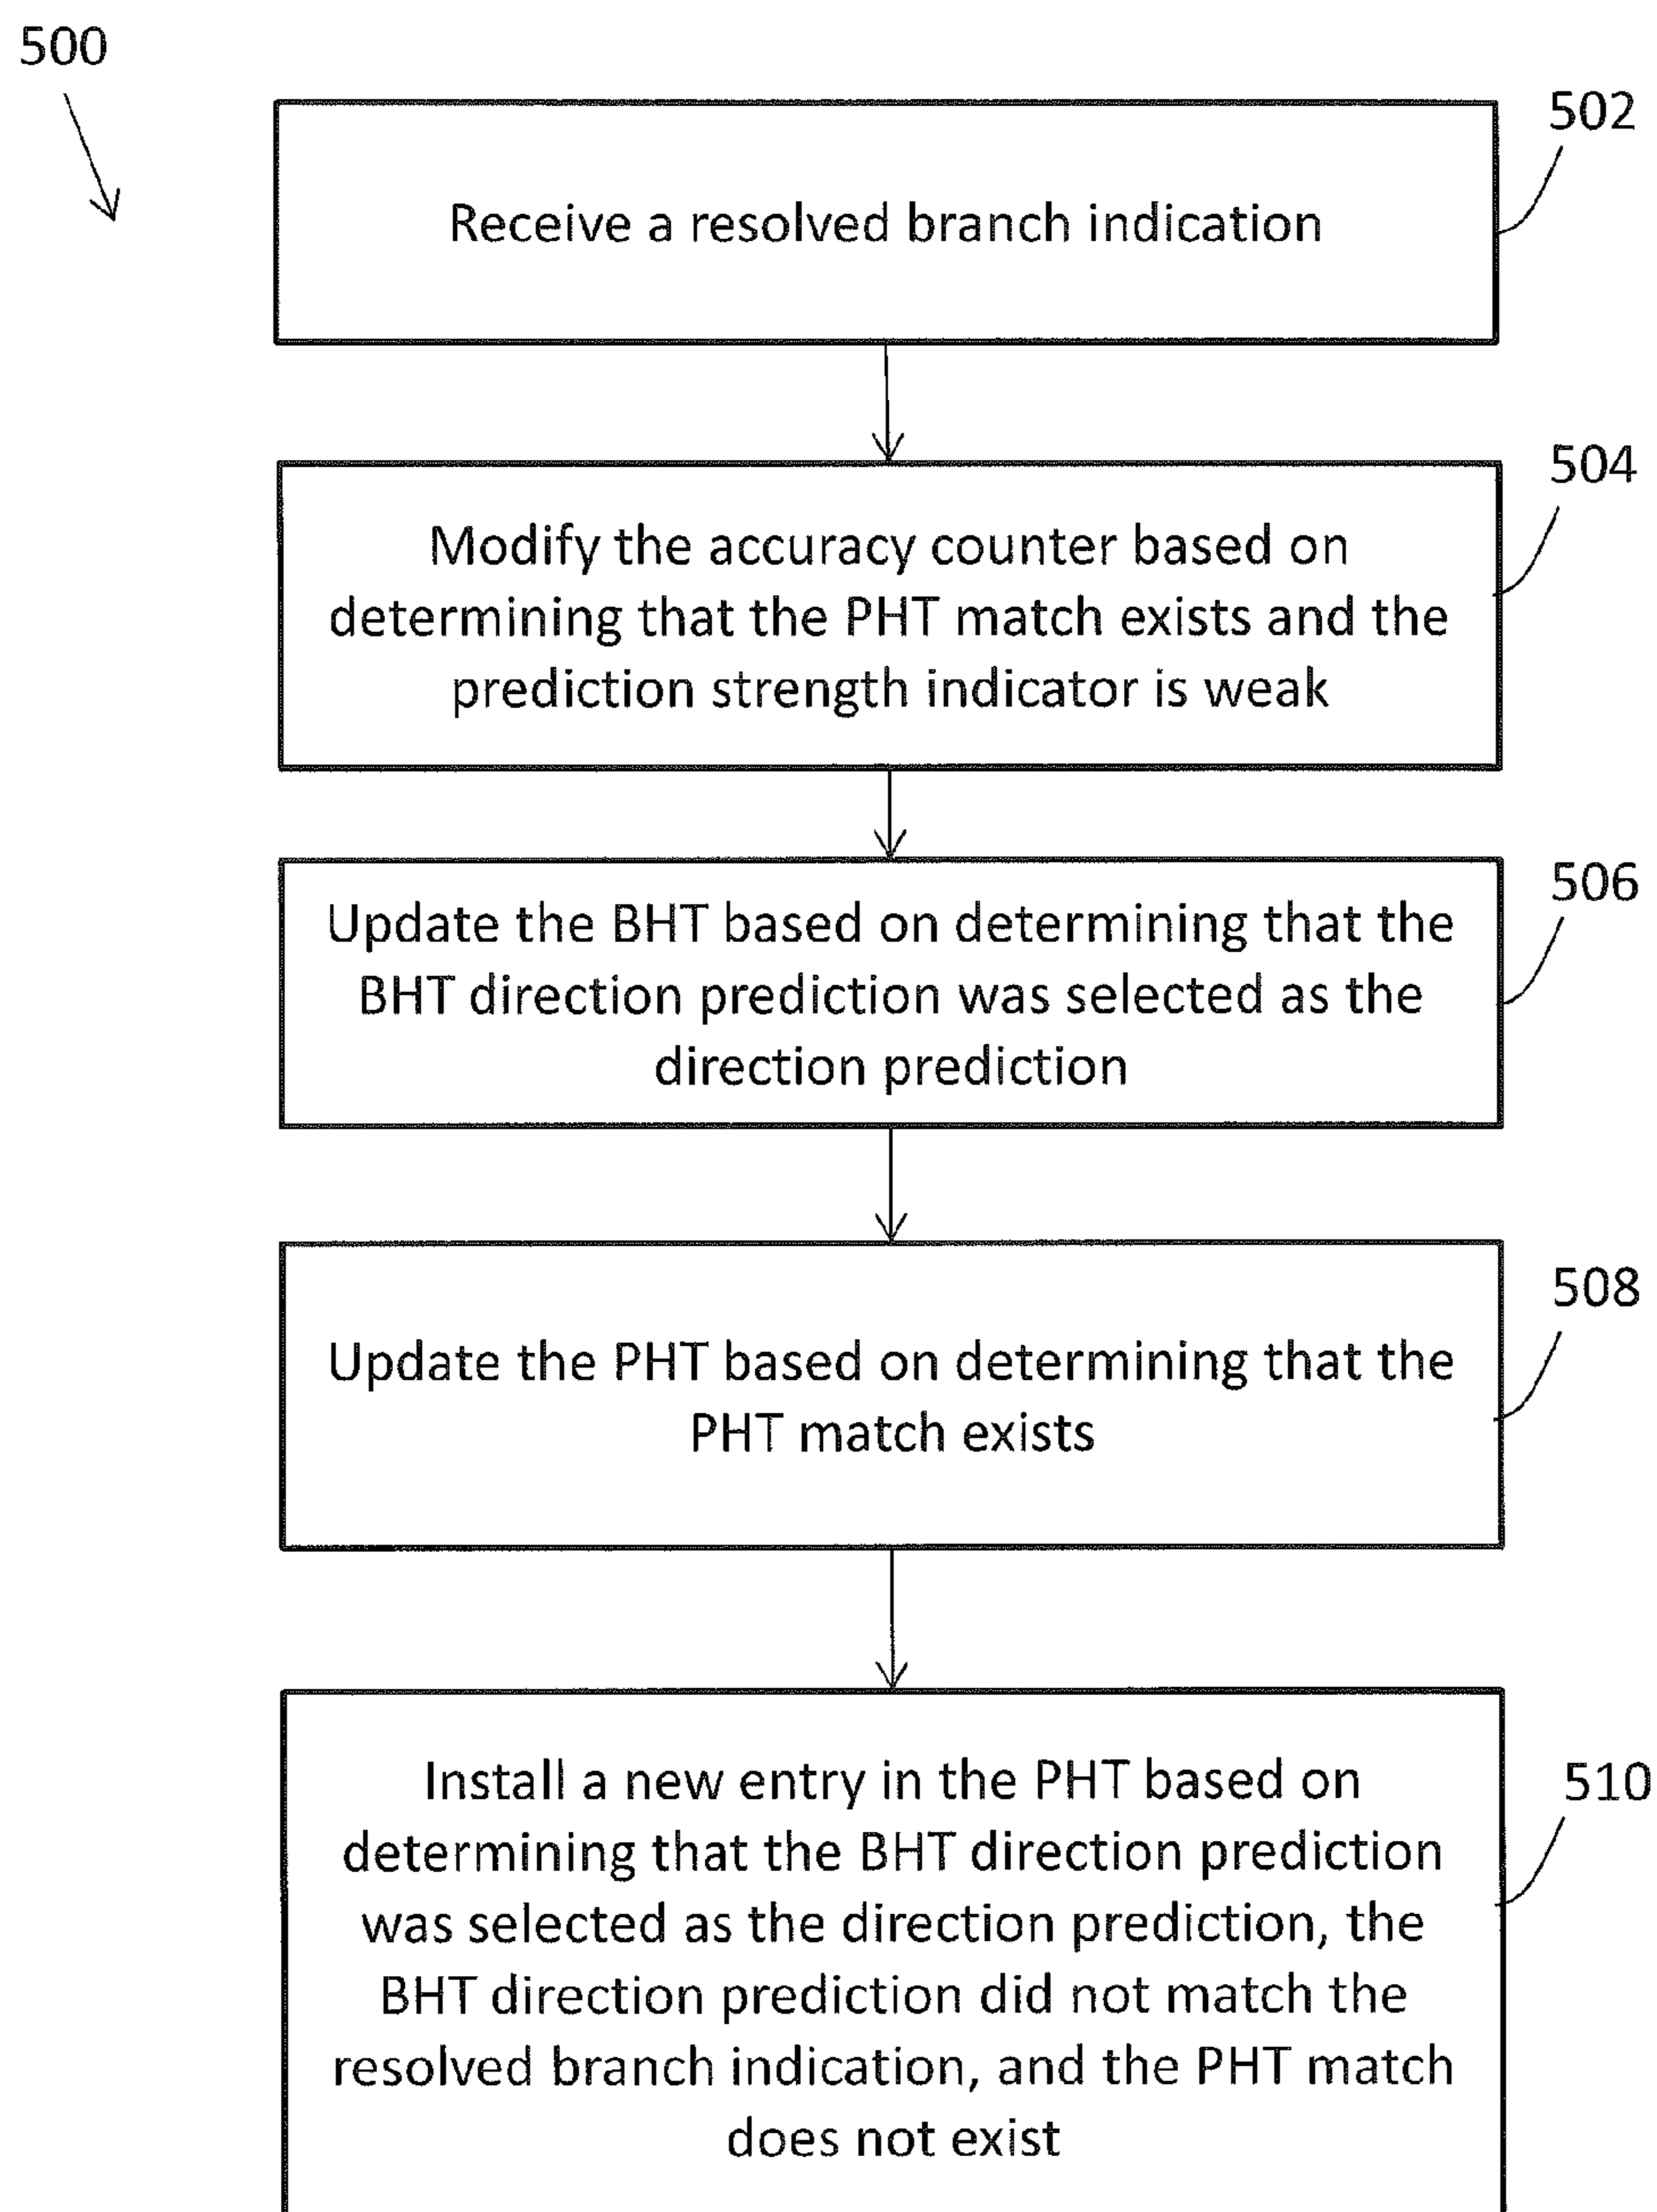 500
502
Receive a resolved branch indication
504
Modify the accuracy counter based on
determining that the PHT match exists and the
prediction strength indicator is weak
506
Update the BHT based on determining that the
BHT direction prediction was selected as the
direction prediction
508
Update the PHT based on determining that the
PHT match exists
510
Install a new entry in the PHT based on
determining that the BHT direction prediction
was selected as the direction prediction, the
BHT direction prediction did not match the
resolved branch indication, and the PHT match
does not exist